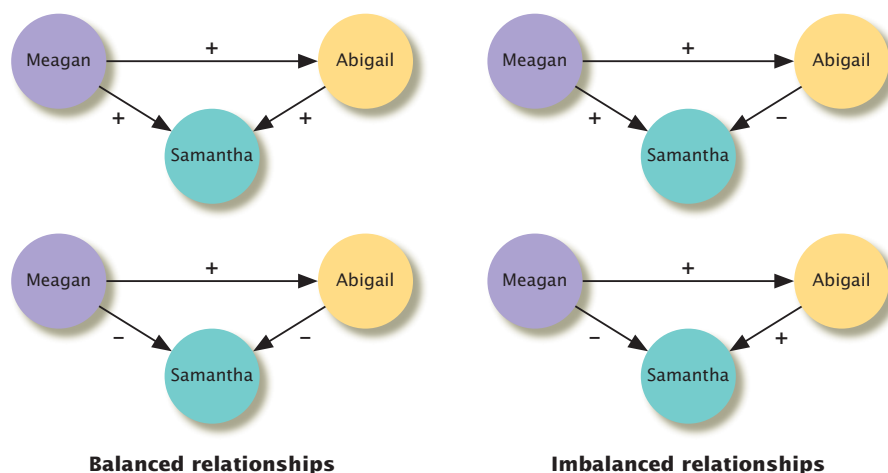 Meagan
+
Abigail
+
+
Samantha
Meagan
+
Abigail
+
−
Samantha
Meagan
+
Abigail
−
−
Samantha
Meagan
+
Abigail
−
+
Samantha
Balanced relationships
Imbalanced relationships